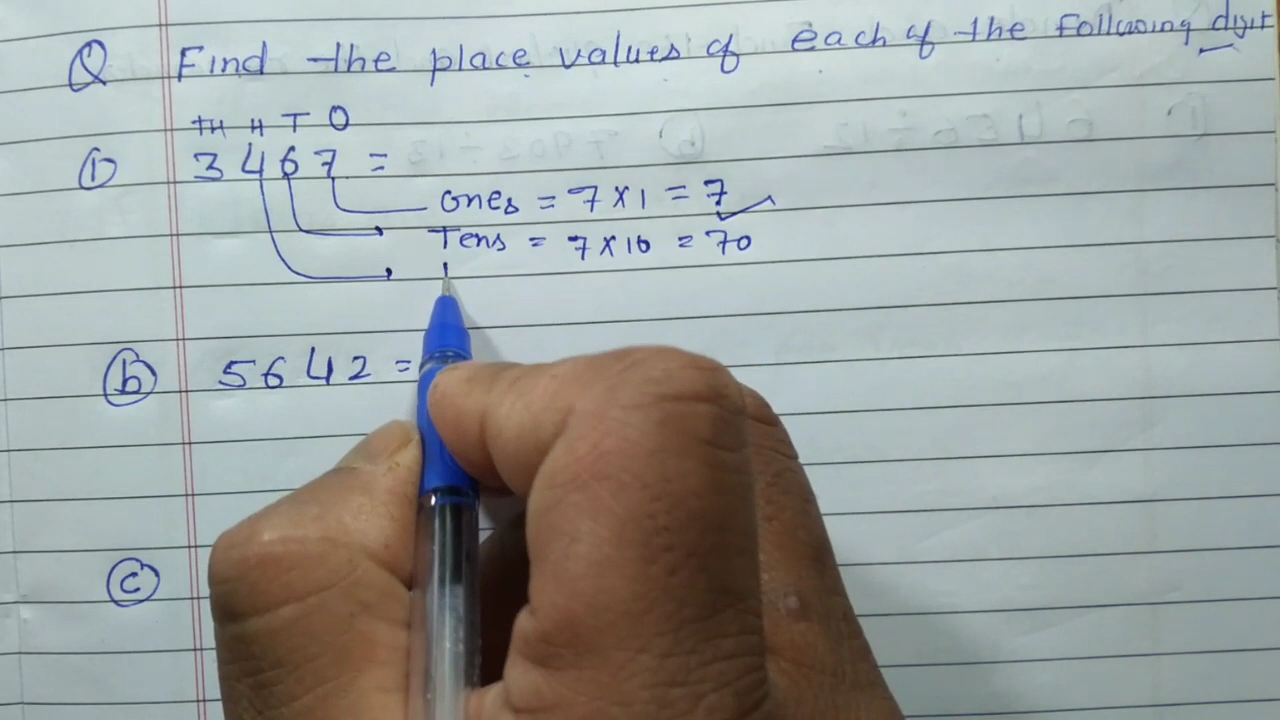 Q Find the place values of each of the following digit
TH H T O
① 3467 =
ones = 7 × 1 = 7
Tens = 7 × 10 = 70
ⓑ 5642 =
ⓒ